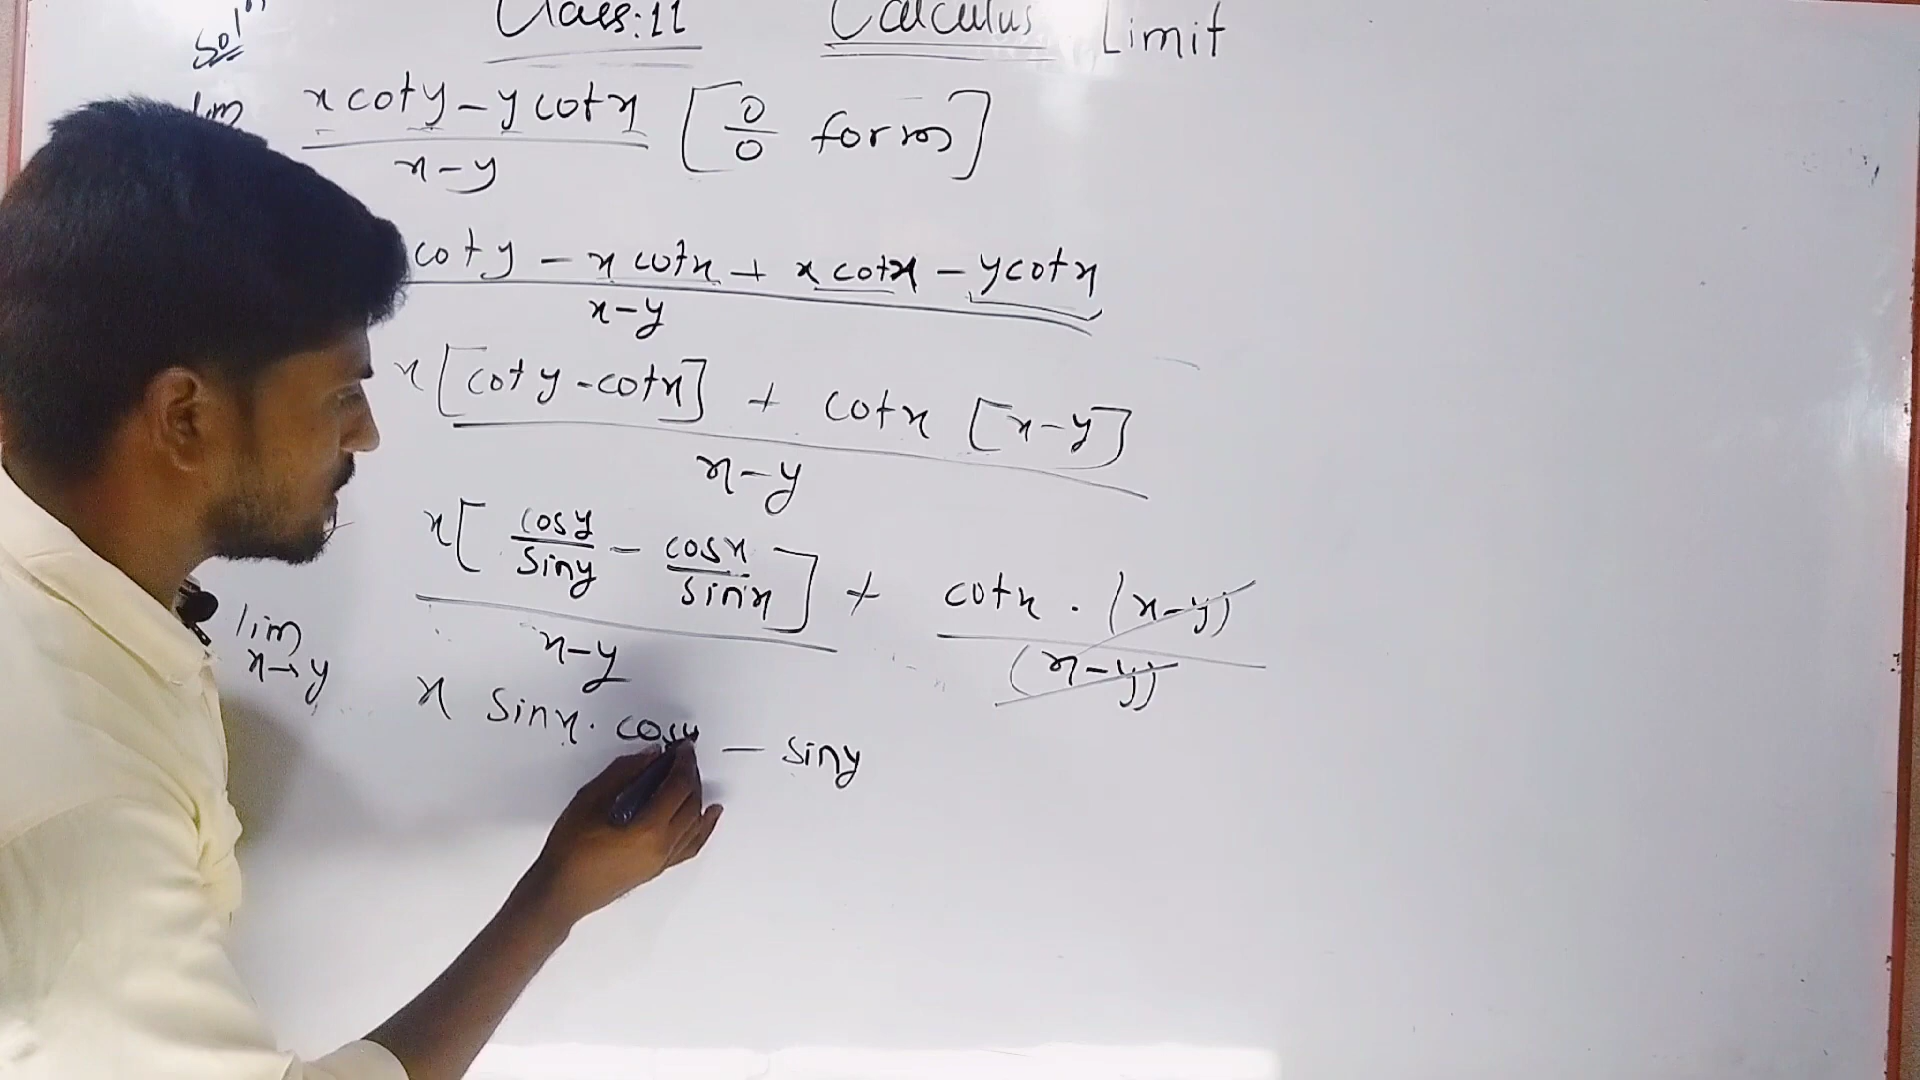 Class:11 Calculus Limit
Sol
lim x cot y - y cot x / x-y [0/0 form]
cot y - x cot x + x cot x - y cot x / x-y
x[cot y - cot x] + cot x [x-y] / x-y
x[cos y / sin y - cos x / sin x] / x-y + cot x . (x-y) / (x-y)
lim x→y x sin x . cos y - sin y